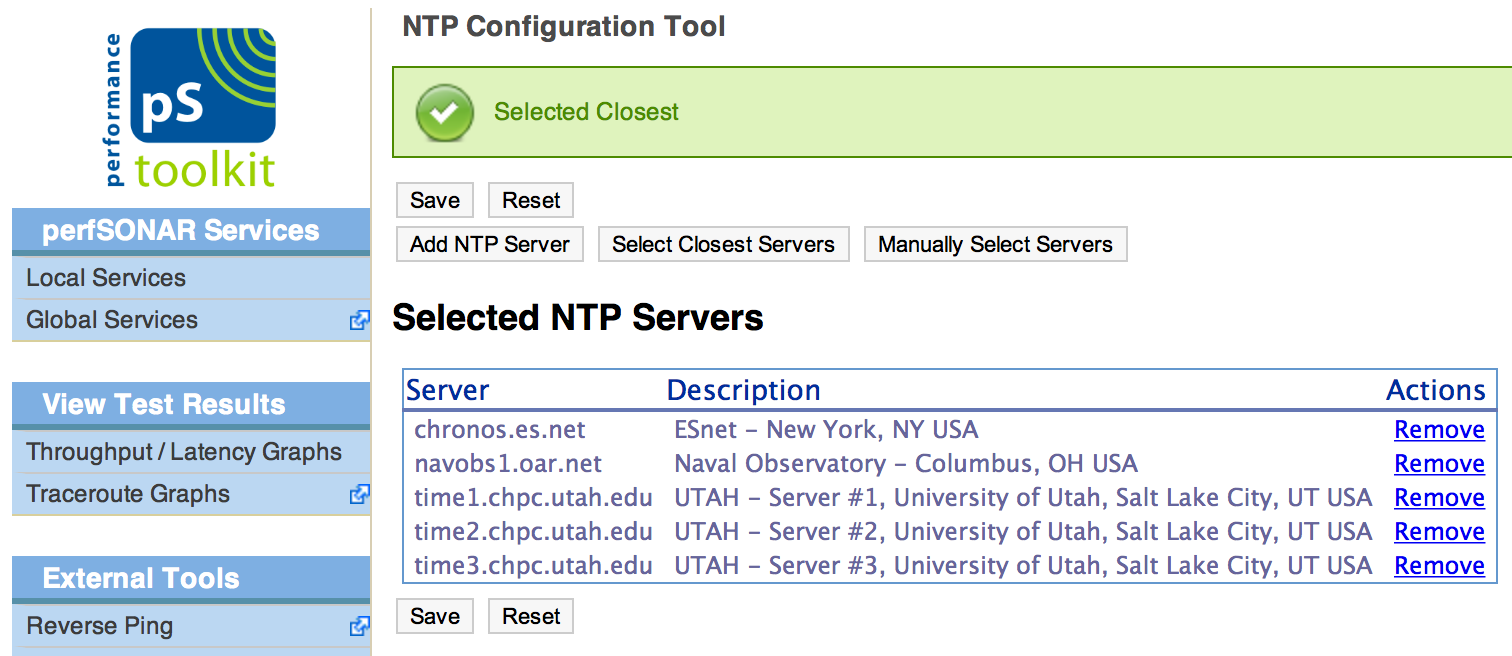 performance
pS
toolkit
perfSONAR Services
Local Services
Global Services
View Test Results
Throughput / Latency Graphs
Traceroute Graphs
External Tools
Reverse Ping
NTP Configuration Tool
Selected Closest
Save Reset
Add NTP Server Select Closest Servers Manually Select Servers
Selected NTP Servers
Server Description Actions
chronos.es.net ESnet – New York, NY USA Remove
navobs1.oar.net Naval Observatory – Columbus, OH USA Remove
time1.chpc.utah.edu UTAH – Server #1, University of Utah, Salt Lake City, UT USA Remove
time2.chpc.utah.edu UTAH – Server #2, University of Utah, Salt Lake City, UT USA Remove
time3.chpc.utah.edu UTAH – Server #3, University of Utah, Salt Lake City, UT USA Remove
Save Reset